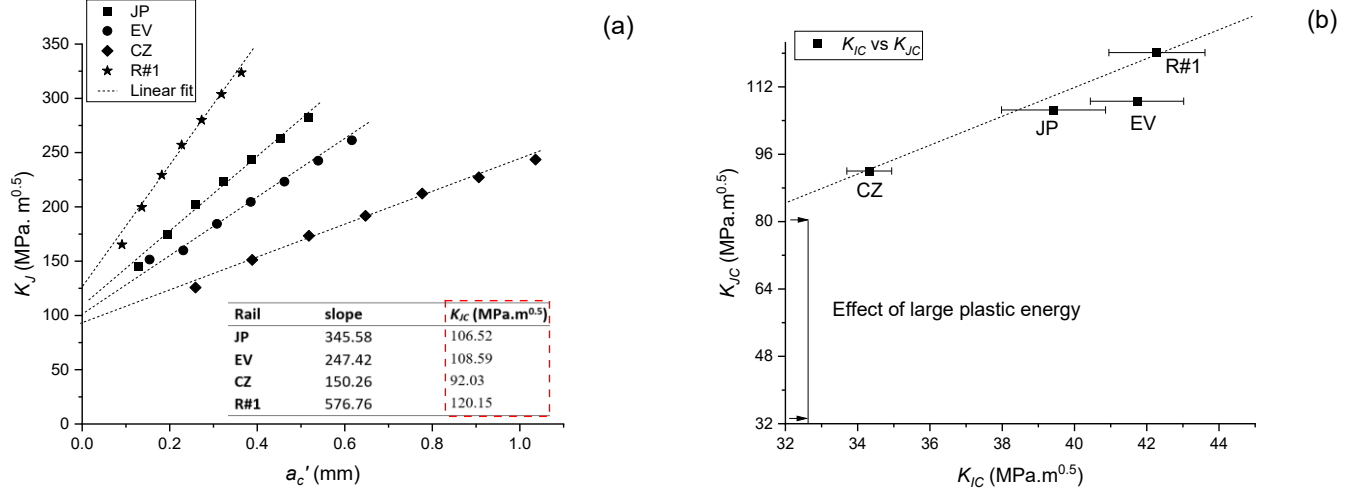 JP
EV
CZ
R#1
Linear fit
(a)
350
300
250
200
150
100
50
0
K_J (MPa. m^0.5)
0.0 0.2 0.4 0.6 0.8 1.0
a_c' (mm)
Rail slope K_JC (MPa.m^0.5)
JP 345.58 106.52
EV 247.42 108.59
CZ 150.26 92.03
R#1 576.76 120.15
(b)
K_IC vs K_JC
R#1
EV
JP
CZ
112
96
80
64
48
32
K_JC (MPa.m^0.5)
Effect of large plastic energy
32 34 36 38 40 42 44
K_IC (MPa.m^0.5)